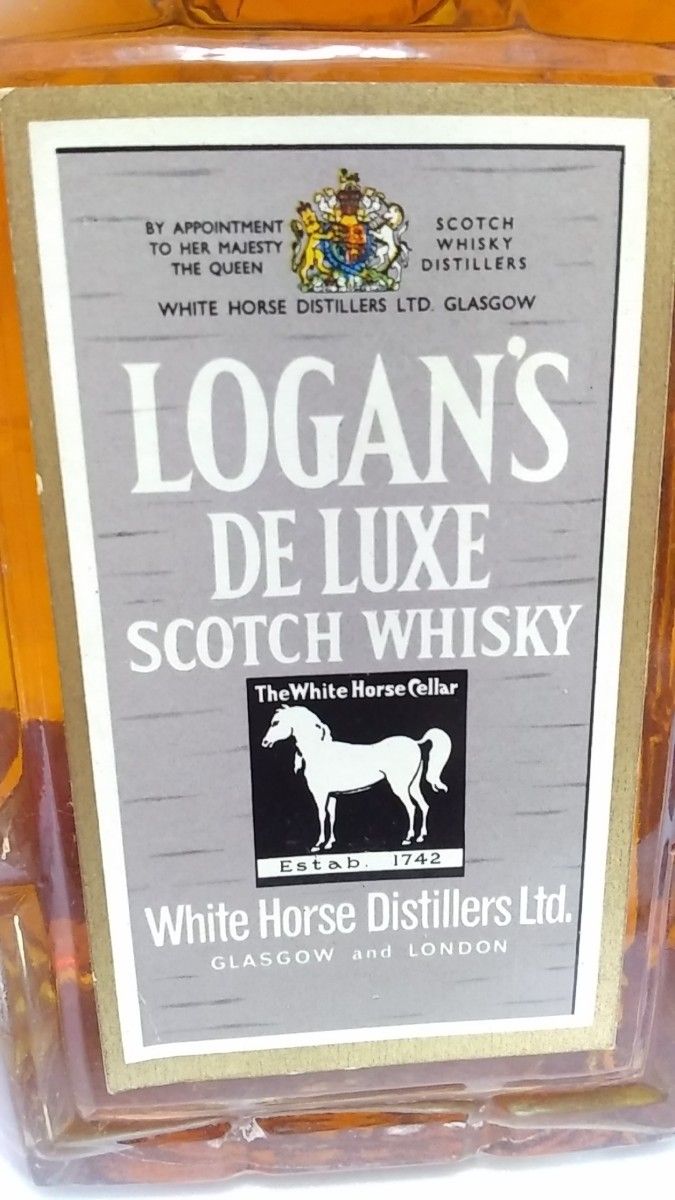 BY APPOINTMENT
TO HER MAJESTY
THE QUEEN
SCOTCH
WHISKY
DISTILLERS
WHITE HORSE DISTILLERS LTD. GLASGOW
LOGAN'S
DE LUXE
SCOTCH WHISKY
The White Horse Cellar
Estab. 1742
White Horse Distillers Ltd.
GLASGOW and LONDON